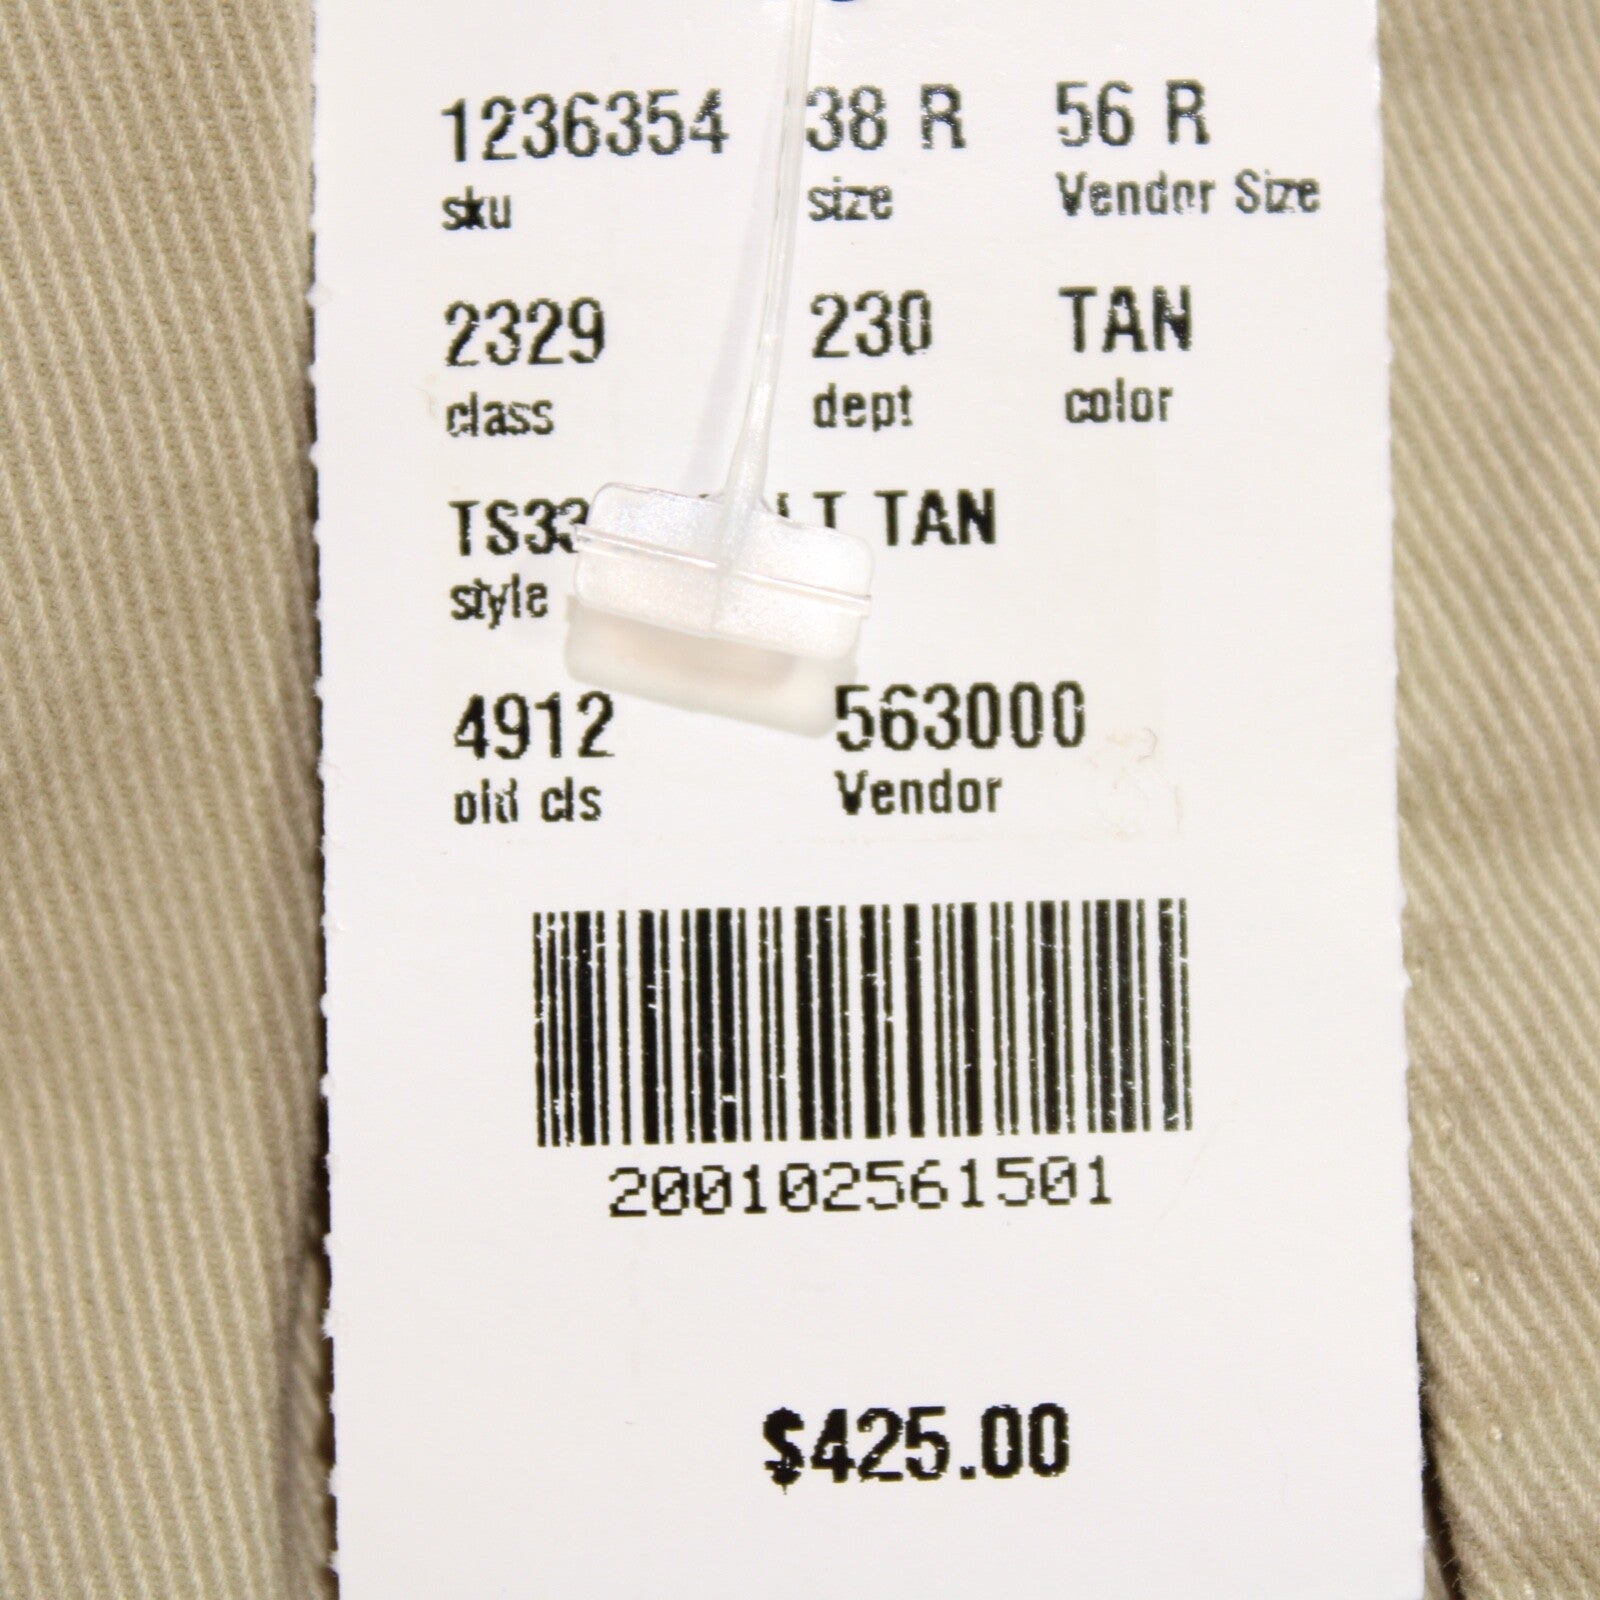 1236354 38 R 56 R
sku size Vendor Size
2329 230 TAN
class dept color
TAN
style
4912 563000
old cls Vendor
200102561501
$425.00